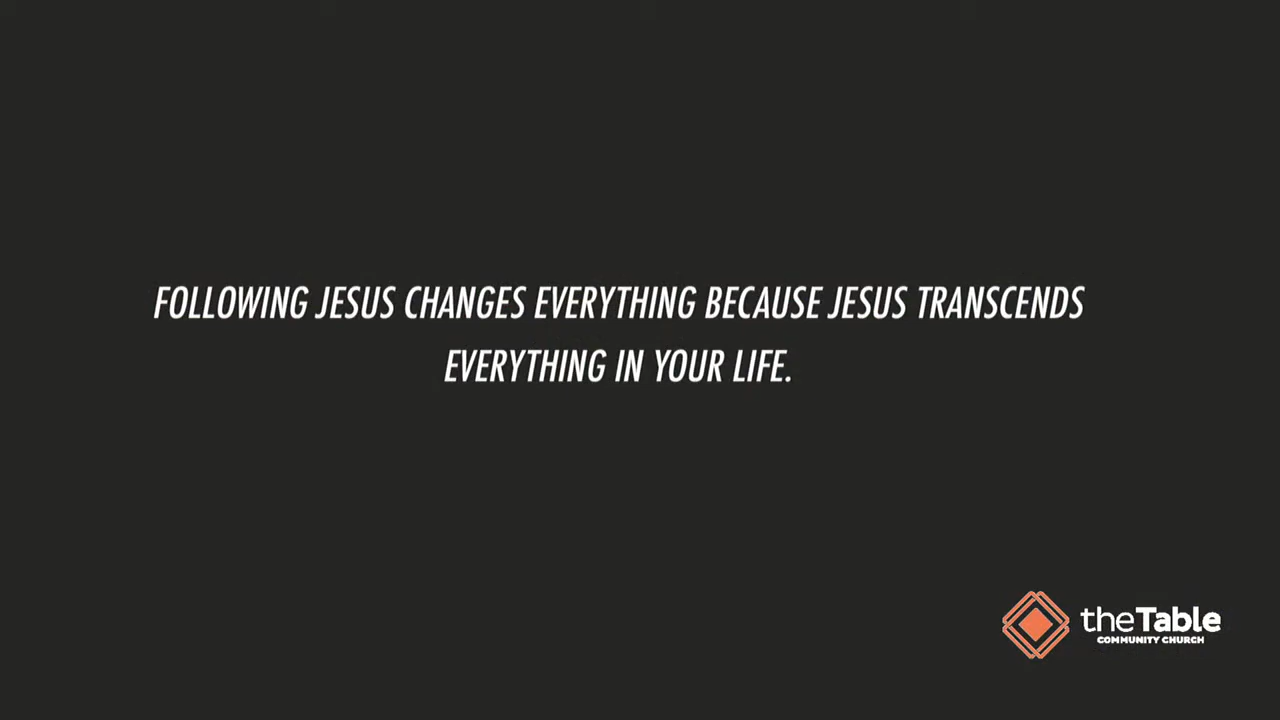 FOLLOWING JESUS CHANGES EVERYTHING BECAUSE JESUS TRANSCENDS
EVERYTHING IN YOUR LIFE.
theTable
COMMUNITY CHURCH